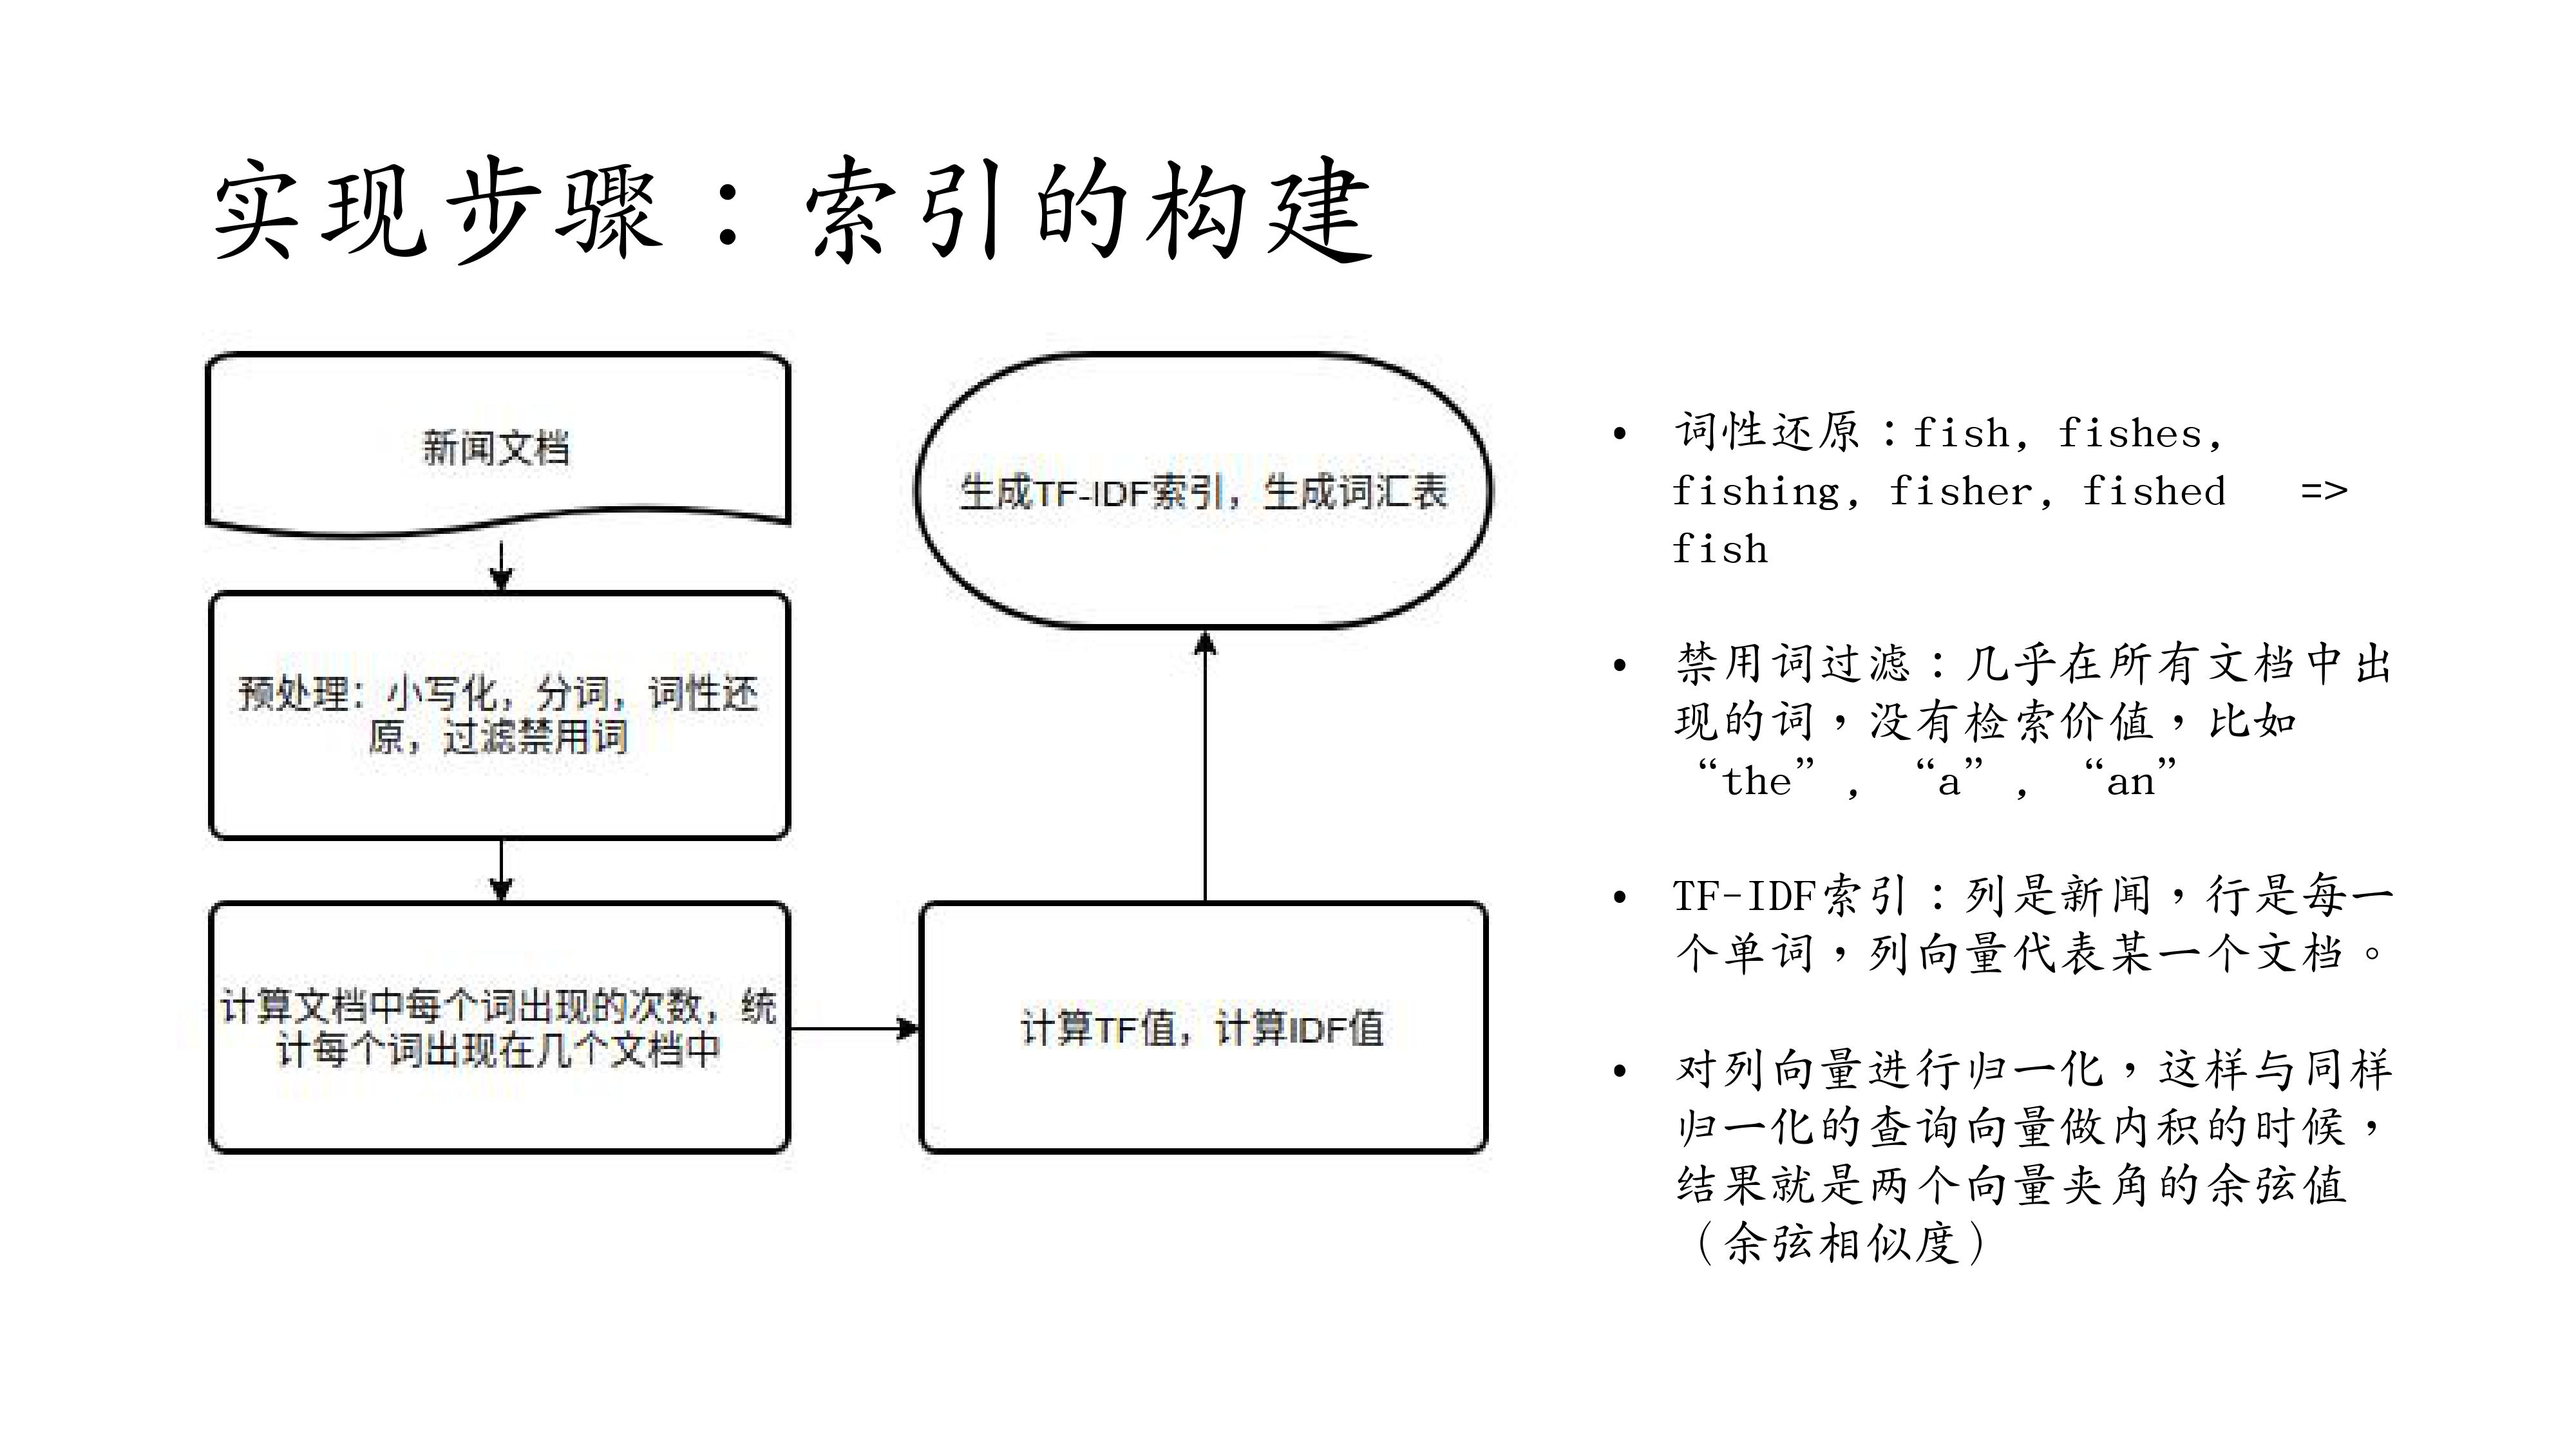 实现步骤：索引的构建
新闻文档
预处理：小写化，分词，词性还
原，过滤禁用词
计算文档中每个词出现的次数，统
计每个词出现在几个文档中
计算TF值，计算IDF值
生成TF-IDF索引，生成词汇表
• 词性还原：fish, fishes,
fishing, fisher, fished =>
fish
• 禁用词过滤：几乎在所有文档中出
现的词，没有检索价值，比如
“the”, “a”, “an”
• TF-IDF索引：列是新闻，行是每一
个单词，列向量代表某一个文档。
• 对列向量进行归一化，这样与同样
归一化的查询向量做内积的时候，
结果就是两个向量夹角的余弦值
（余弦相似度）